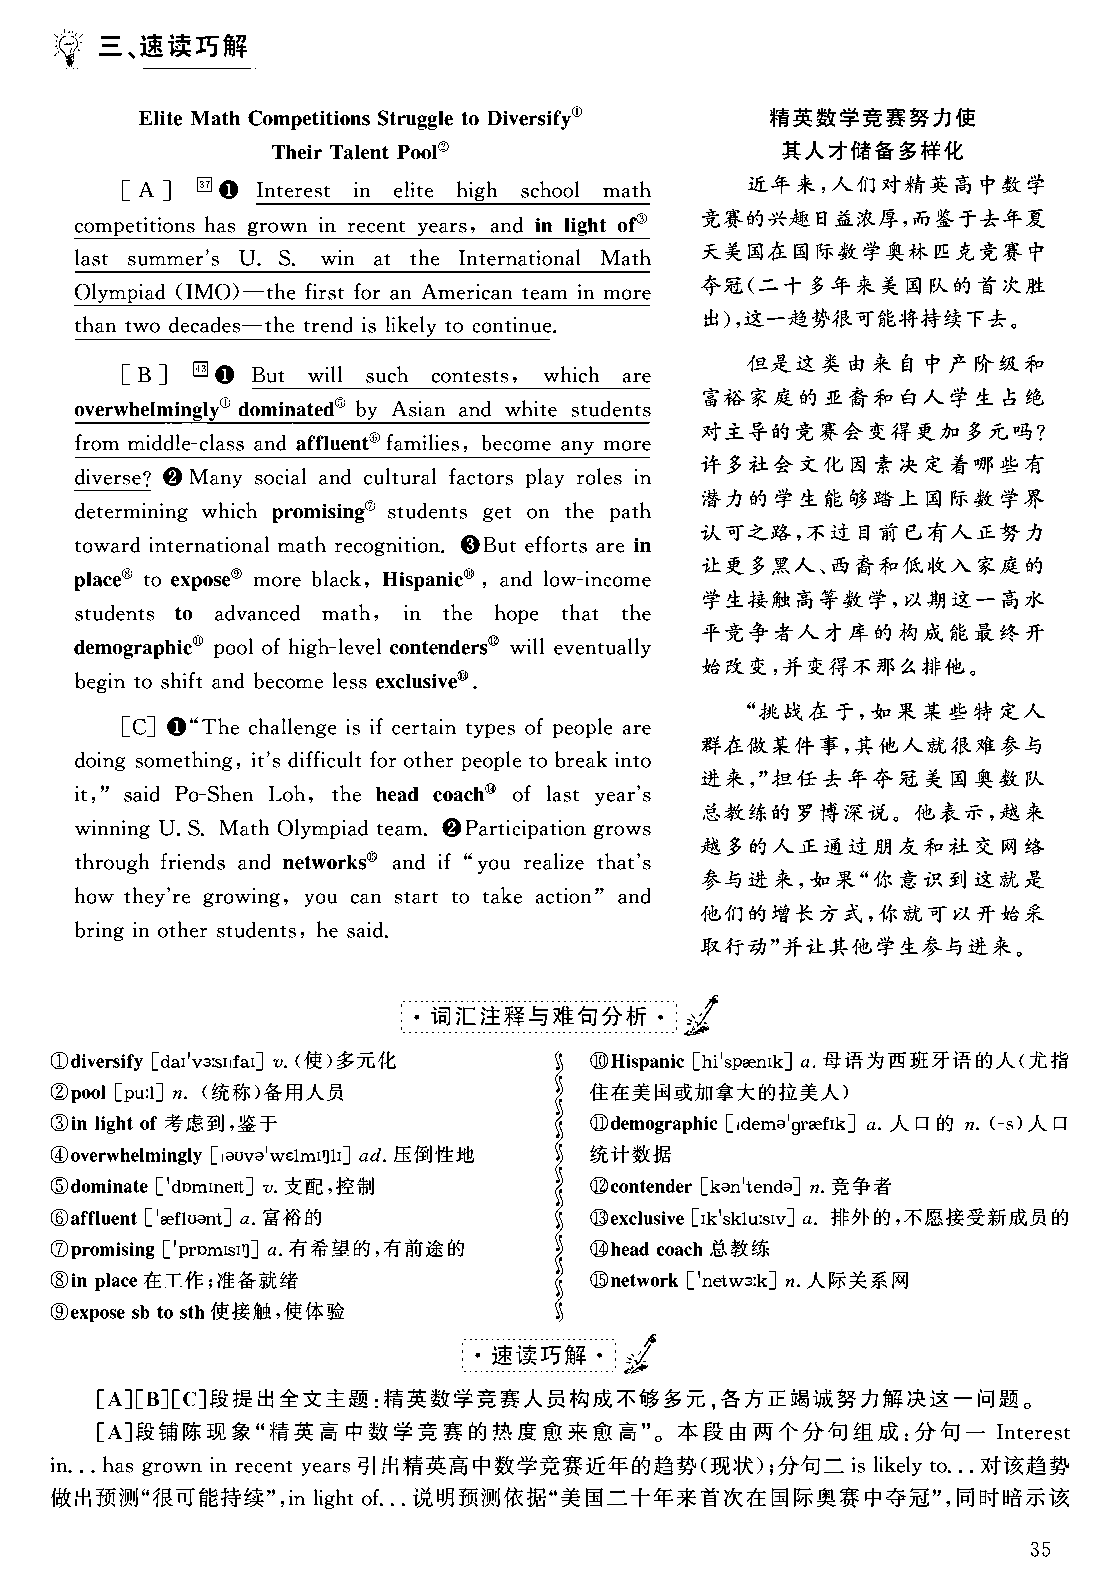 三、速读巧解
Elite Math Competitions Struggle to Diversify①
Their Talent Pool②
[A] 37 ❶ Interest in elite high school math
competitions has grown in recent years, and in light of③
last summer's U. S. win at the International Math
Olympiad (IMO)—the first for an American team in more
than two decades—the trend is likely to continue.
[B] 43 ❶ But will such contests, which are
overwhelmingly④ dominated⑤ by Asian and white students
from middle-class and affluent⑥ families, become any more
diverse? ❷ Many social and cultural factors play roles in
determining which promising⑦ students get on the path
toward international math recognition. ❸But efforts are in
place⑧ to expose⑨ more black, Hispanic⑩, and low-income
students to advanced math, in the hope that the
demographic⑪ pool of high-level contenders⑫ will eventually
begin to shift and become less exclusive⑬.
[C] ❶“The challenge is if certain types of people are
doing something, it's difficult for other people to break into
it,” said Po-Shen Loh, the head coach⑭ of last year's
winning U. S. Math Olympiad team. ❷Participation grows
through friends and networks⑮ and if “you realize that's
how they're growing, you can start to take action” and
bring in other students, he said.
精英数学竞赛努力使
其人才储备多样化
近年来,人们对精英高中数学
竞赛的兴趣日益浓厚,而鉴于去年夏
天美国在国际数学奥林匹克竞赛中
夺冠(二十多年来美国队的首次胜
出),这一趋势很可能将持续下去。
但是这类由来自中产阶级和
富裕家庭的亚裔和白人学生占绝
对主导的竞赛会变得更加多元吗?
许多社会文化因素决定着哪些有
潜力的学生能够踏上国际数学界
认可之路,不过目前已有人正努力
让更多黑人、西裔和低收入家庭的
学生接触高等数学,以期这一高水
平竞争者人才库的构成能最终开
始改变,并变得不那么排他。
“挑战在于,如果某些特定人
群在做某件事,其他人就很难参与
进来,”担任去年夺冠美国奥数队
总教练的罗博深说。他表示,越来
越多的人正通过朋友和社交网络
参与进来,如果“你意识到这就是
他们的增长方式,你就可以开始采
取行动”并让其他学生参与进来。
·词汇注释与难句分析·
①diversify [daɪˈvɜːsɪˌfaɪ] v. (使)多元化
②pool [puːl] n. (统称)备用人员
③in light of 考虑到,鉴于
④overwhelmingly [ˌəʊvəˈwɛlmɪŋlɪ] ad. 压倒性地
⑤dominate [ˈdɒmɪneɪt] v. 支配,控制
⑥affluent [ˈæflʊənt] a. 富裕的
⑦promising [ˈprɒmɪsɪŋ] a. 有希望的,有前途的
⑧in place 在工作;准备就绪
⑨expose sb to sth 使接触,使体验
⑩Hispanic [hiˈspænɪk] a. 母语为西班牙语的人(尤指
住在美国或加拿大的拉美人)
⑪demographic [ˌdeməˈgræfɪk] a. 人口的 n. (-s)人口
统计数据
⑫contender [kənˈtendə] n. 竞争者
⑬exclusive [ɪkˈskluːsɪv] a. 排外的,不愿接受新成员的
⑭head coach 总教练
⑮network [ˈnetwɜːk] n. 人际关系网
·速读巧解·
[A][B][C]段提出全文主题:精英数学竞赛人员构成不够多元,各方正竭诚努力解决这一问题。
[A]段铺陈现象“精英高中数学竞赛的热度愈来愈高”。本段由两个分句组成:分句一 Interest
in...has grown in recent years 引出精英高中数学竞赛近年的趋势(现状);分句二 is likely to...对该趋势
做出预测“很可能持续”,in light of...说明预测依据“美国二十年来首次在国际奥赛中夺冠”,同时暗示该
35